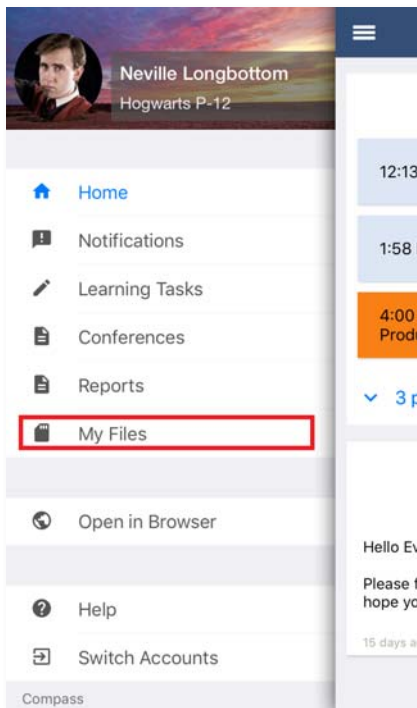 Neville Longbottom
Hogwarts P-12
Home
Notifications
Learning Tasks
Conferences
Reports
My Files
Open in Browser
Help
Switch Accounts
Compass
12:13
1:58
4:00
3
Hello
Please
hope
15 days